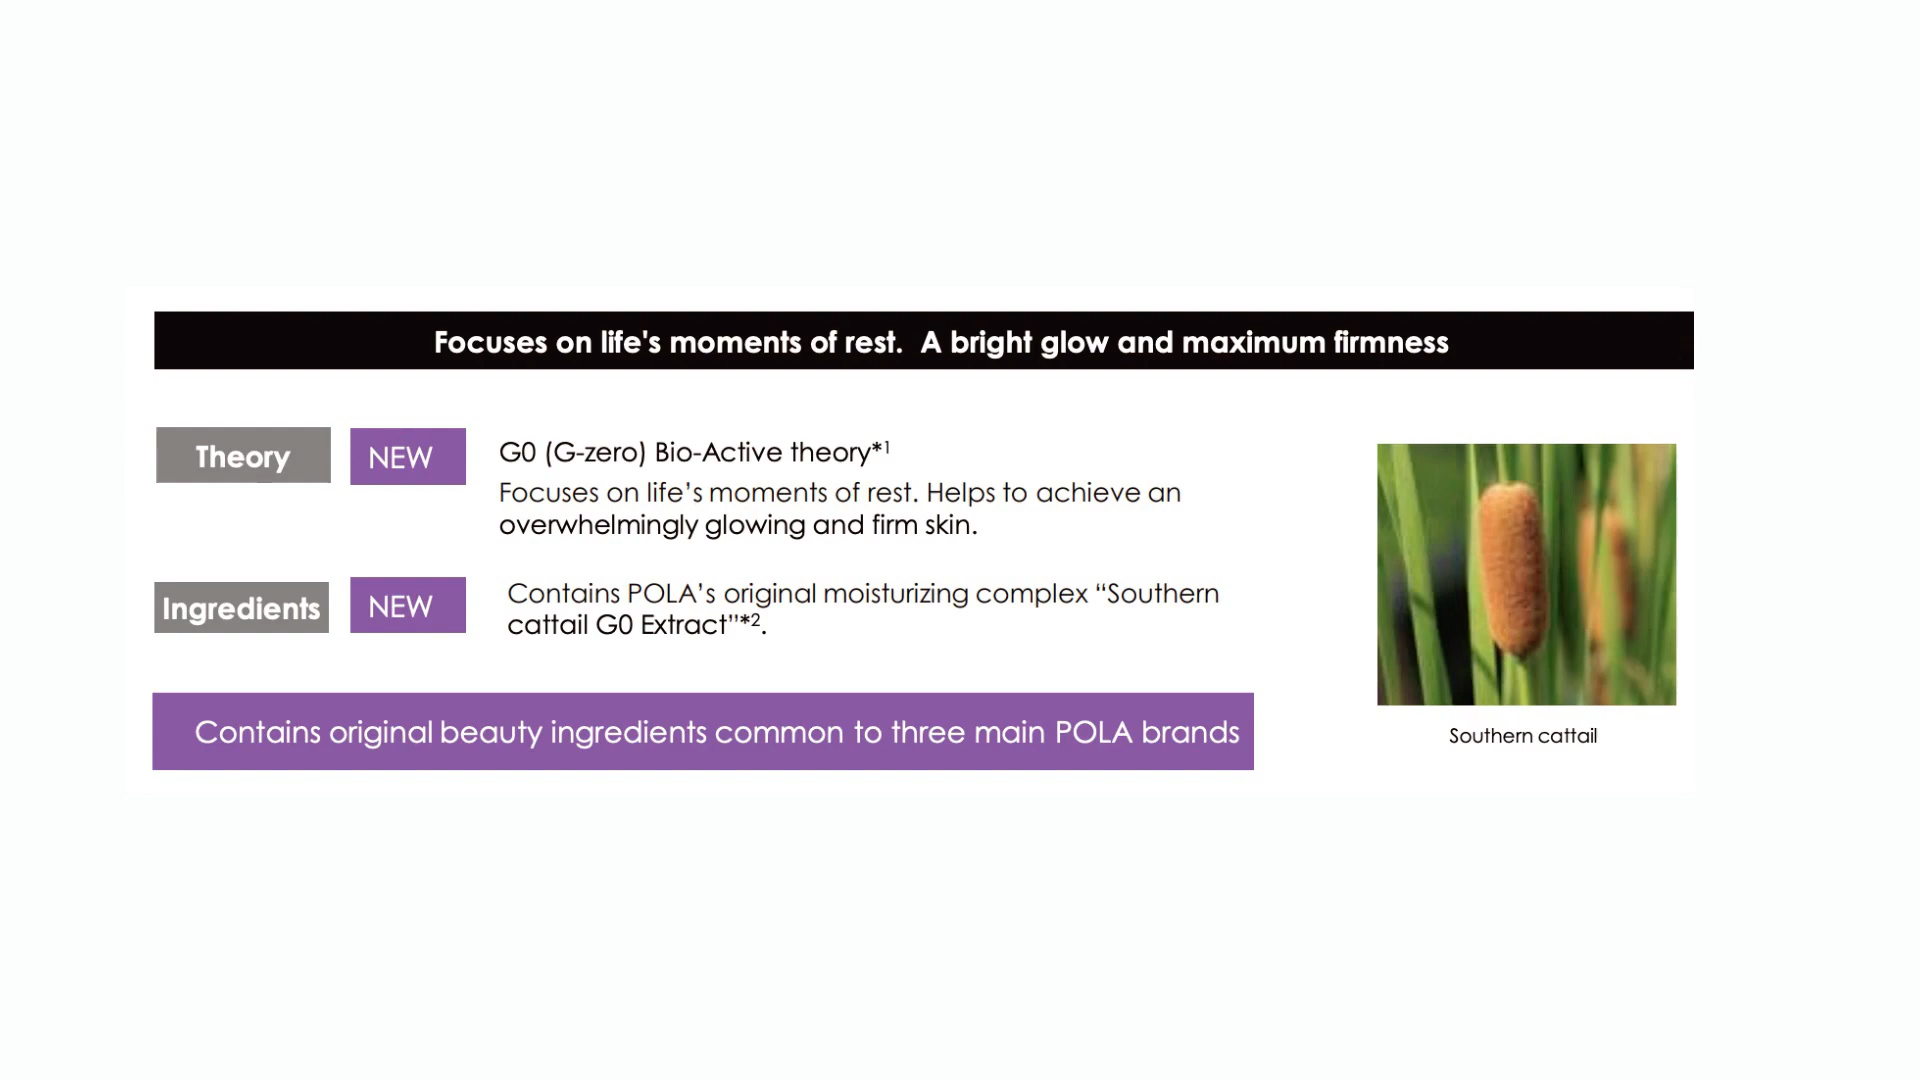 Focuses on life's moments of rest.  A bright glow and maximum firmness
Theory
NEW
G0 (G-zero) Bio-Active theory*1
Focuses on life’s moments of rest. Helps to achieve an
overwhelmingly glowing and firm skin.
Ingredients
NEW
Contains POLA’s original moisturizing complex “Southern
cattail G0 Extract”*2.
Contains original beauty ingredients common to three main POLA brands
Southern cattail